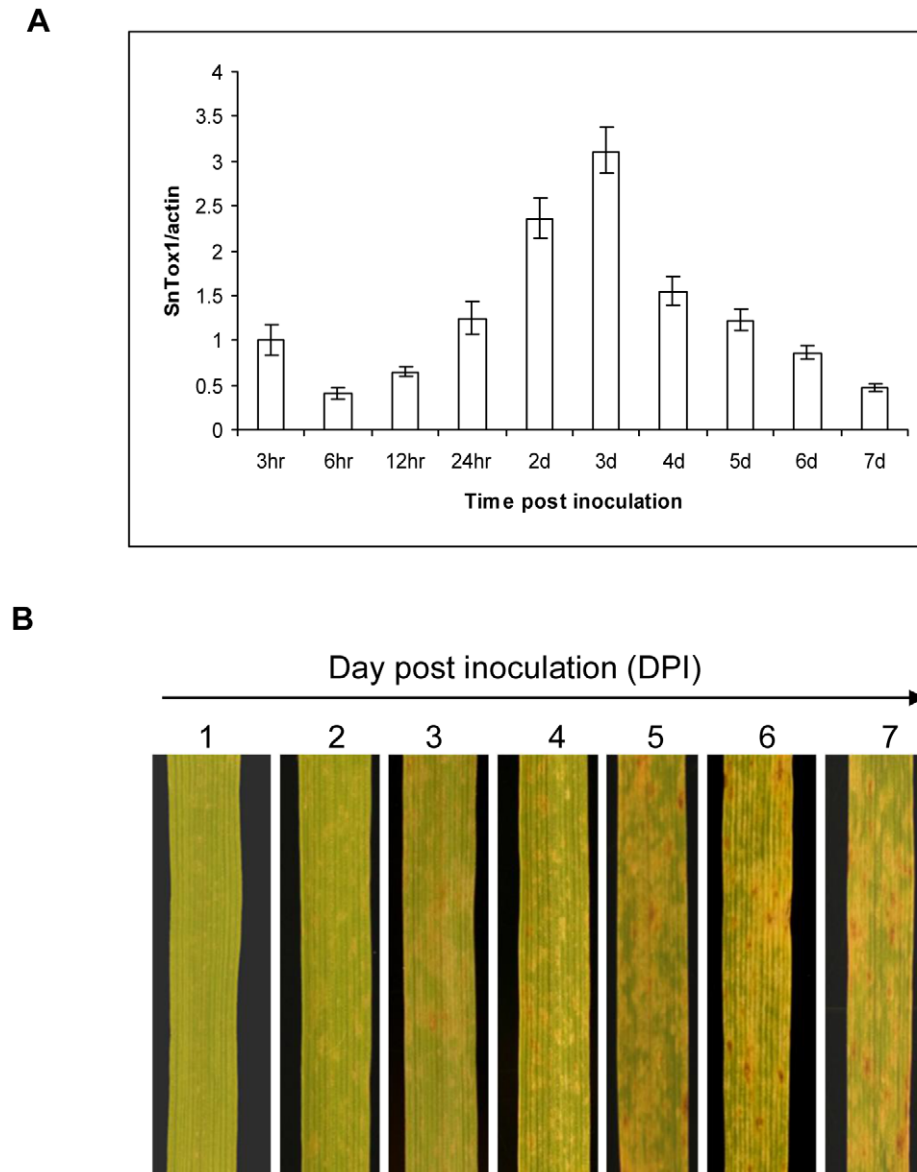 A
4
3.5
3
2.5
2
1.5
1
0.5
0
SnTox1/actin
3hr 6hr 12hr 24hr 2d 3d 4d 5d 6d 7d
Time post inoculation
B
Day post inoculation (DPI)
1 2 3 4 5 6 7